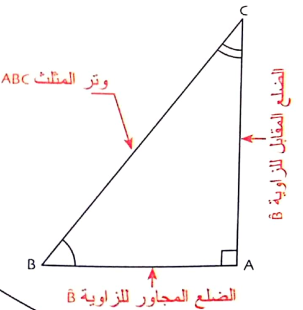 C
وتر المثلث ABC
الضلع المقابل للزاوية B̂
B
A
الضلع المجاور للزاوية B̂